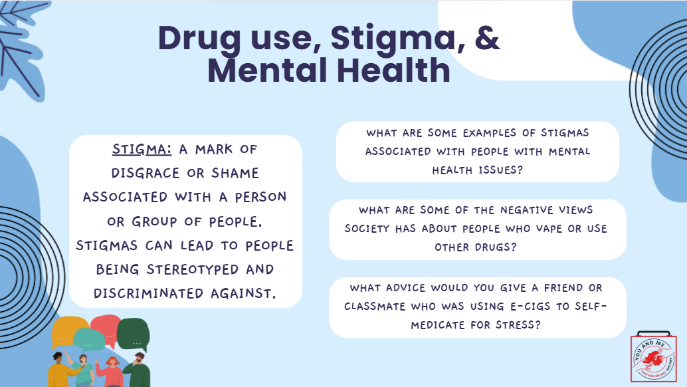 Drug use, Stigma, &
Mental Health
STIGMA: A MARK OF
DISGRACE OR SHAME
ASSOCIATED WITH A PERSON
OR GROUP OF PEOPLE.
STIGMAS CAN LEAD TO PEOPLE
BEING STEREOTYPED AND
DISCRIMINATED AGAINST.
WHAT ARE SOME EXAMPLES OF STIGMAS
ASSOCIATED WITH PEOPLE WITH MENTAL
HEALTH ISSUES?
WHAT ARE SOME OF THE NEGATIVE VIEWS
SOCIETY HAS ABOUT PEOPLE WHO VAPE OR USE
OTHER DRUGS?
WHAT ADVICE WOULD YOU GIVE A FRIEND OR
CLASSMATE WHO WAS USING E-CIGS TO SELF-
MEDICATE FOR STRESS?
YOU AND ME